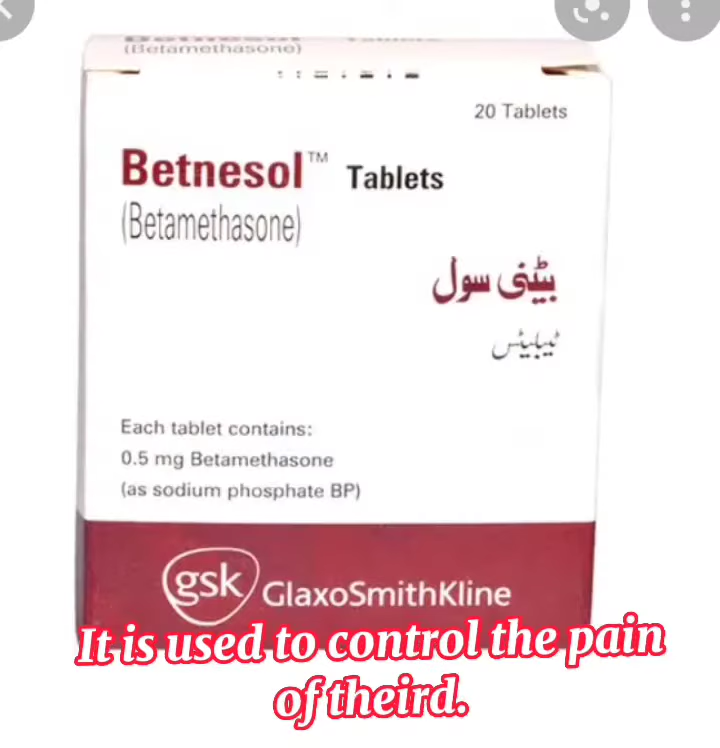 (Betamethasone)
20 Tablets
Betnesol™ Tablets
(Betamethasone)
بٹینی سول
ٹیبلیٹس
Each tablet contains:
0.5 mg Betamethasone
(as sodium phosphate BP)
gsk GlaxoSmithKline
It is used to control the pain
of theird.